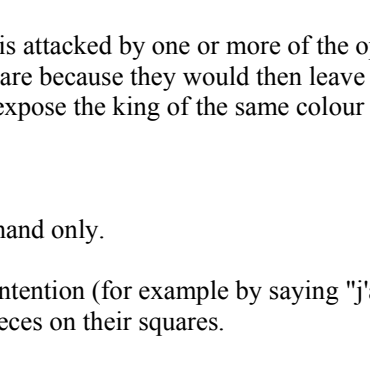 is attacked by one or more of the
are because they would then leave
expose the king of the same colour
hand only.
ntention (for example by saying "j'
eces on their squares.